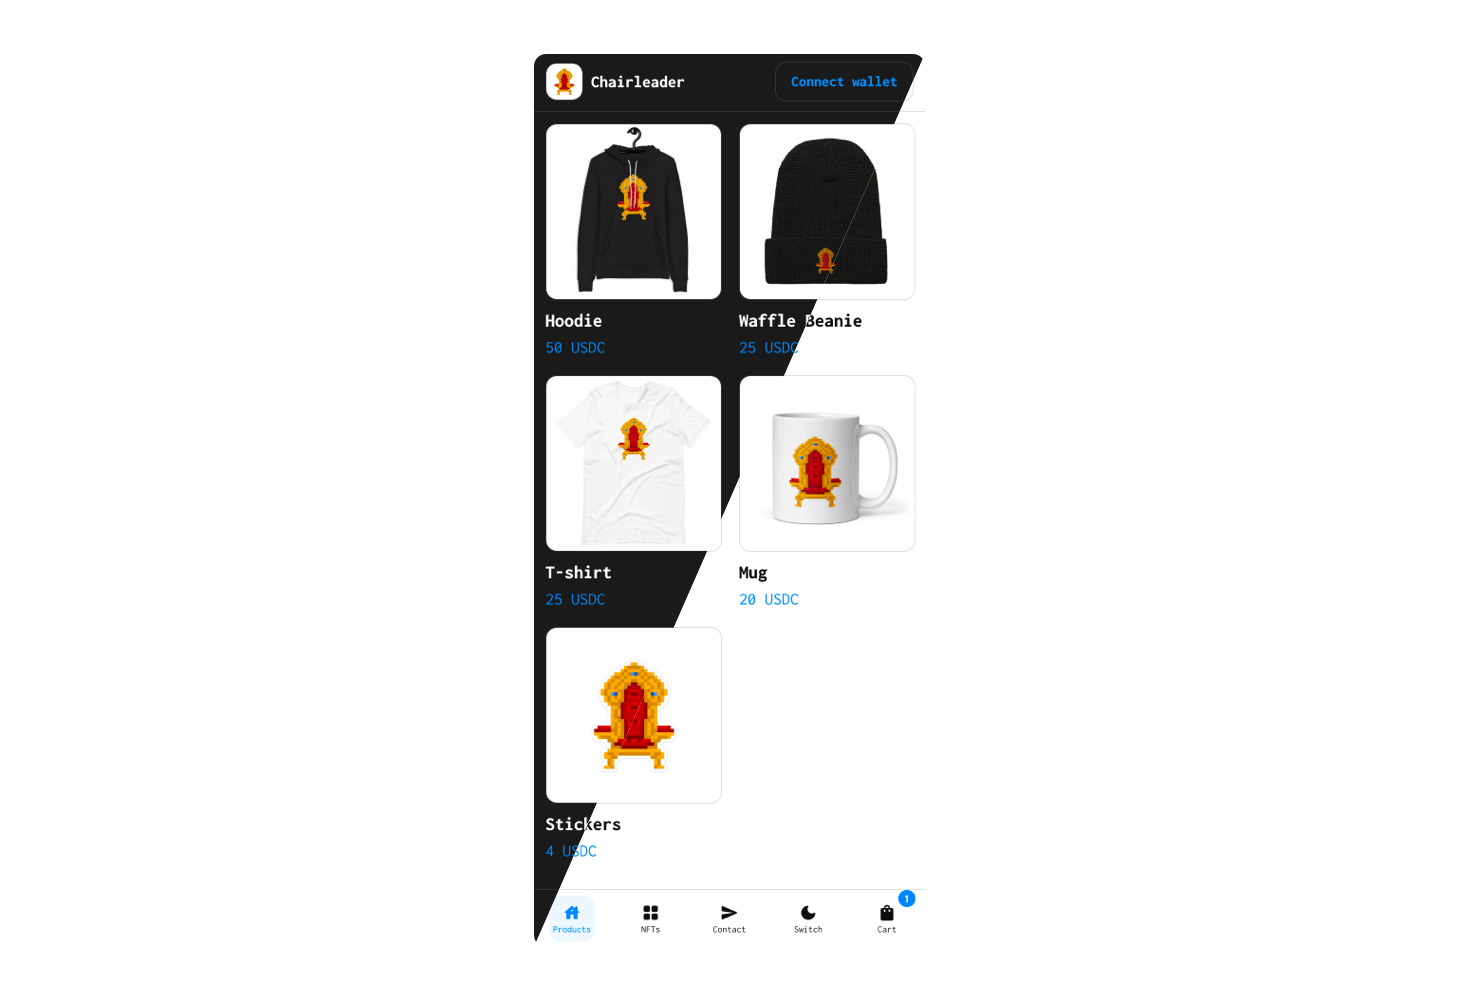 Chairleader
Connect wallet
Hoodie
50 USDC
Waffle Beanie
25 USDC
T-shirt
25 USDC
Mug
20 USDC
Stickers
4 USDC
1
Products
NFTs
Contact
Switch
Cart